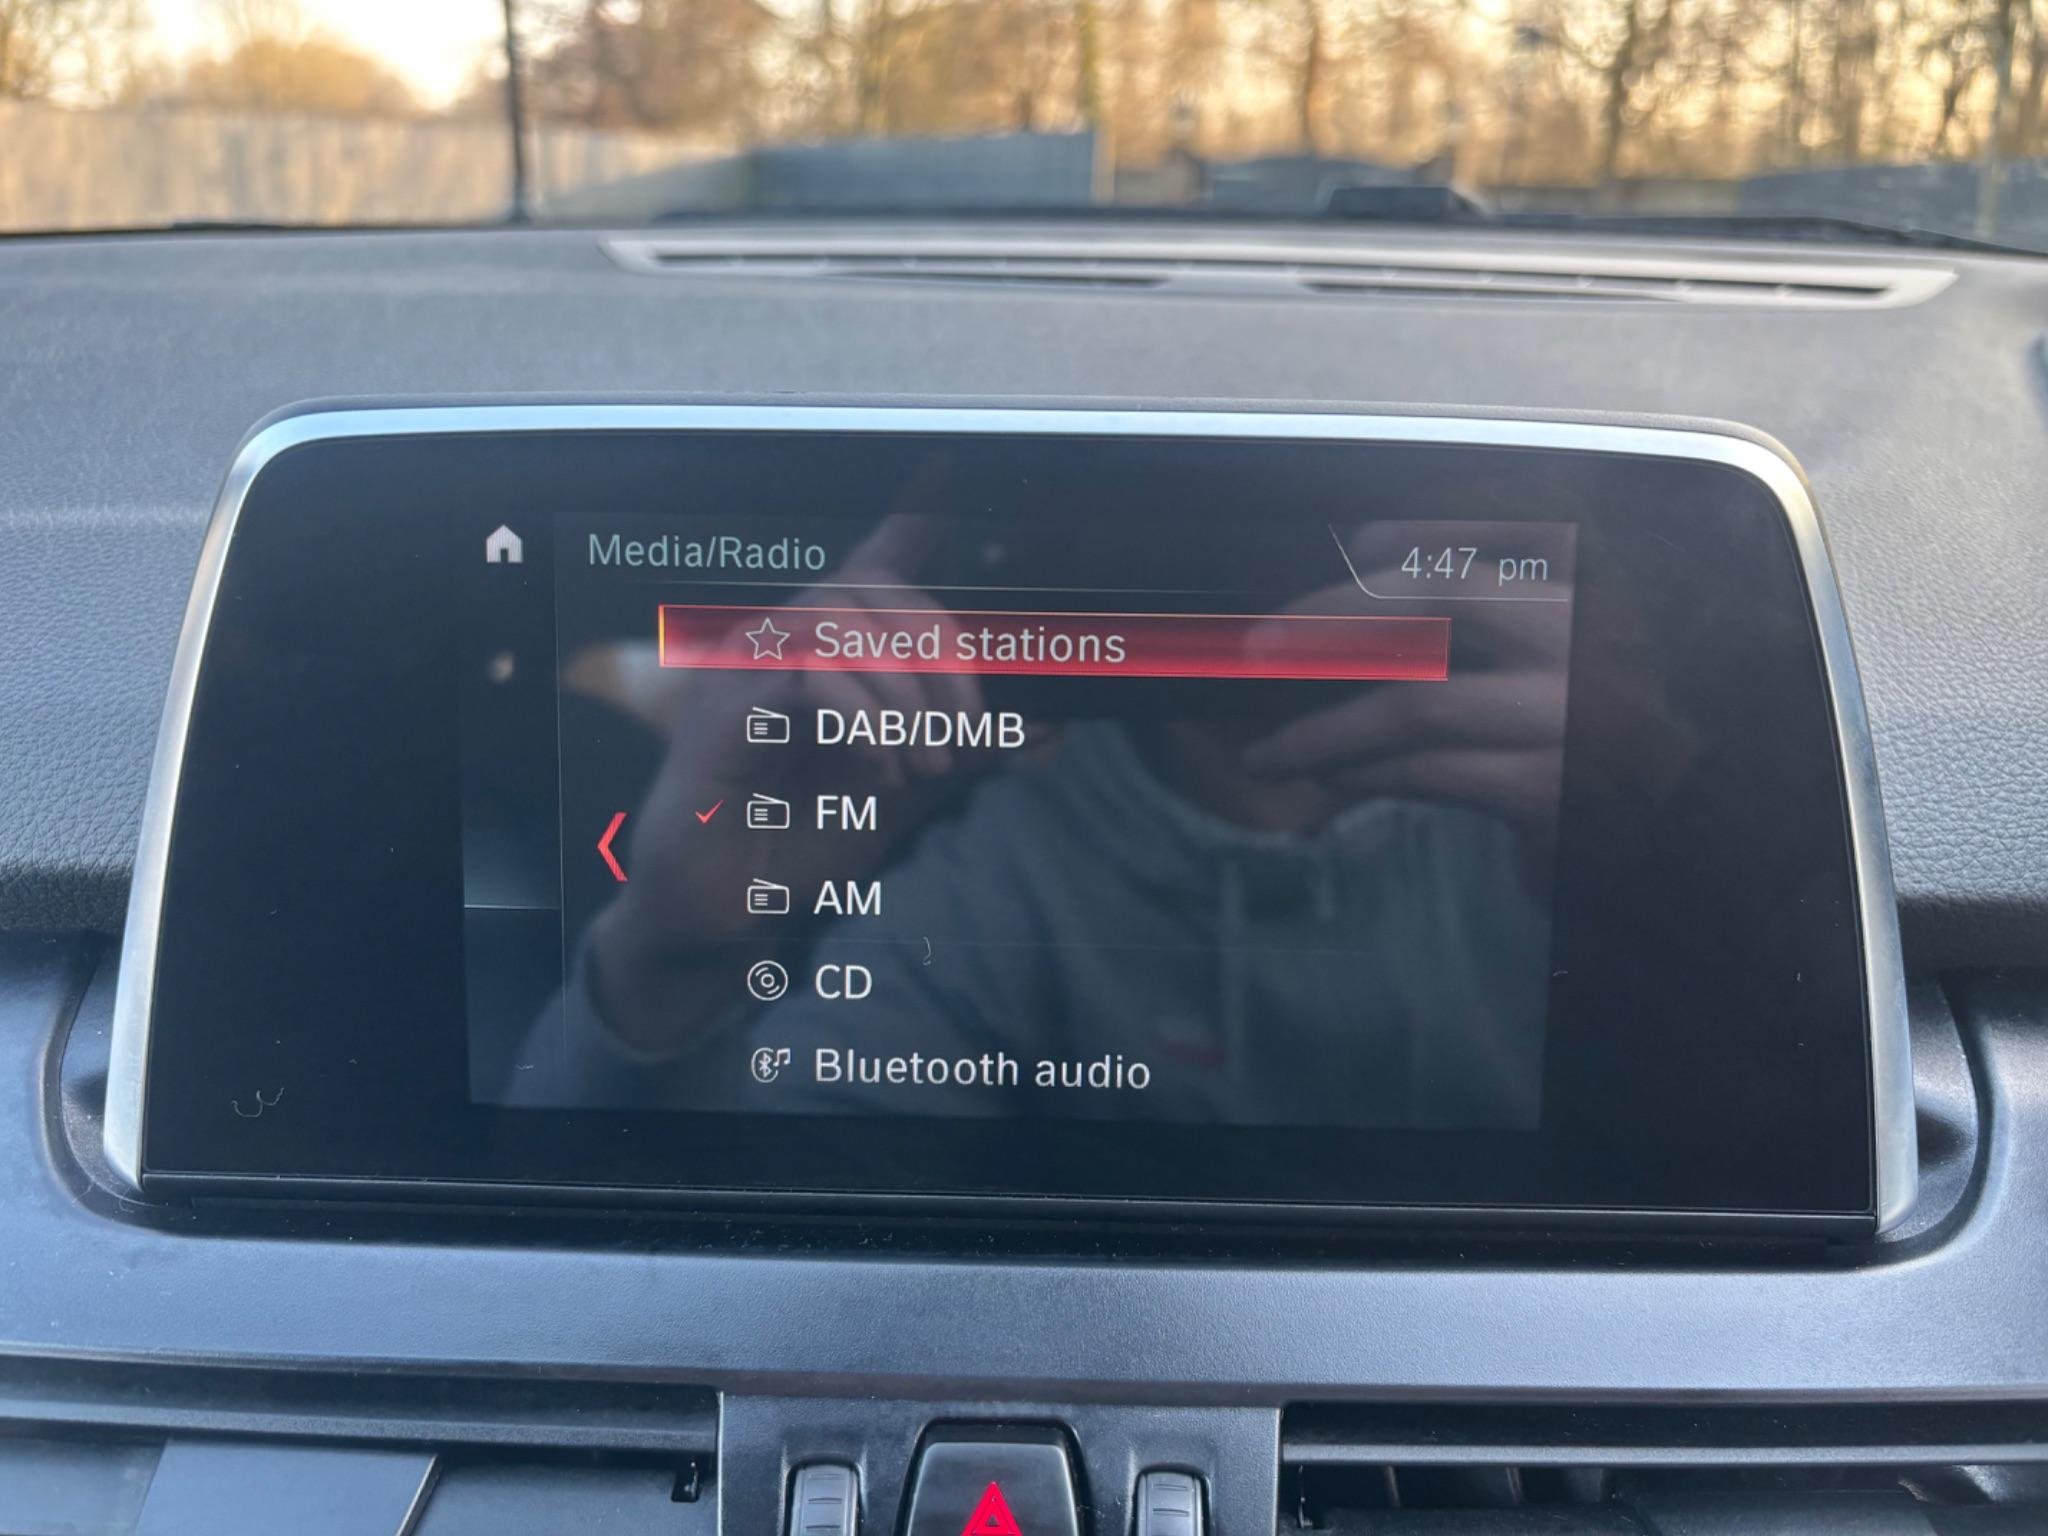 Media/Radio
4:47 pm
Saved stations
DAB/DMB
FM
AM
CD
Bluetooth audio